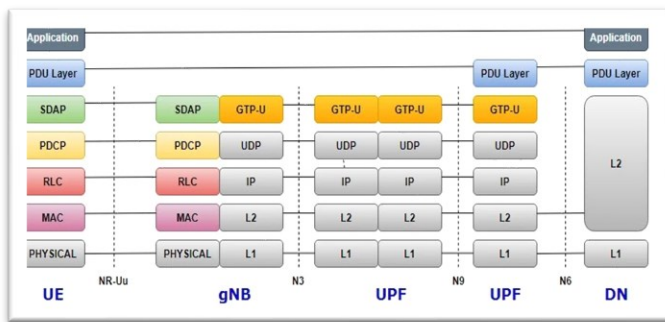 Application Application
PDU Layer PDU Layer PDU Layer
SDAP SDAP GTP-U GTP-U GTP-U GTP-U
PDCP PDCP UDP UDP UDP UDP
RLC RLC IP IP IP IP L2
MAC MAC L2 L2 L2 L2
PHYSICAL PHYSICAL L1 L1 L1 L1 L1
NR-Uu N3 N9 N6
UE gNB UPF UPF DN